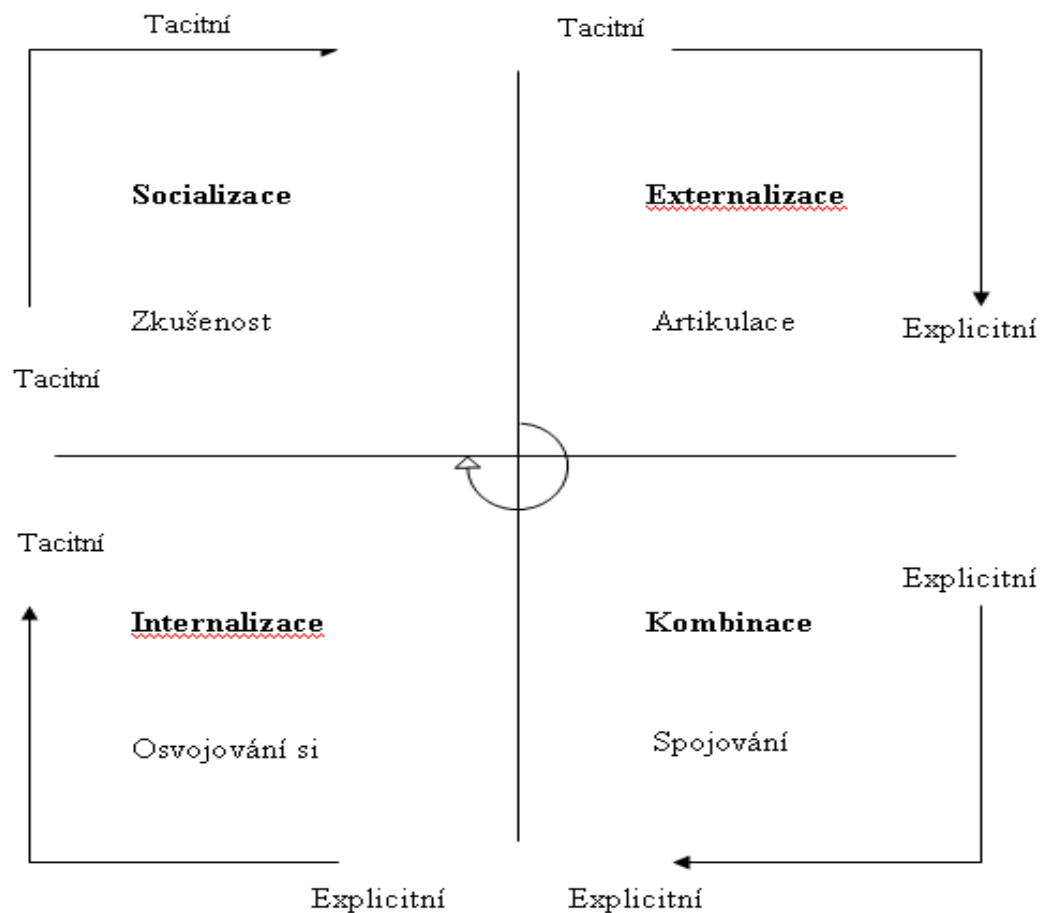 Tacitní
Tacitní
Socializace
Externalizace
Zkušenost
Artikulace
Explicitní
Tacitní
Tacitní
Explicitní
Internalizace
Kombinace
Osvojování si
Spojování
Explicitní
Explicitní